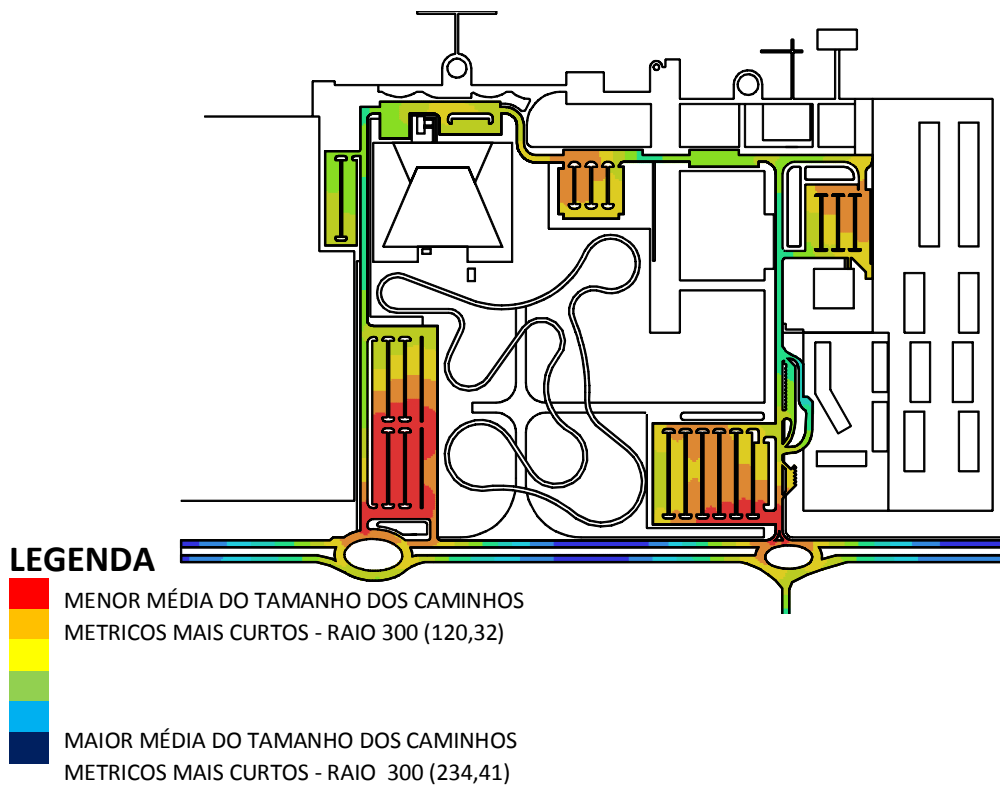 LEGENDA
MENOR MÉDIA DO TAMANHO DOS CAMINHOS
METRICOS MAIS CURTOS - RAIO 300 (120,32)
MAIOR MÉDIA DO TAMANHO DOS CAMINHOS
METRICOS MAIS CURTOS - RAIO 300 (234,41)